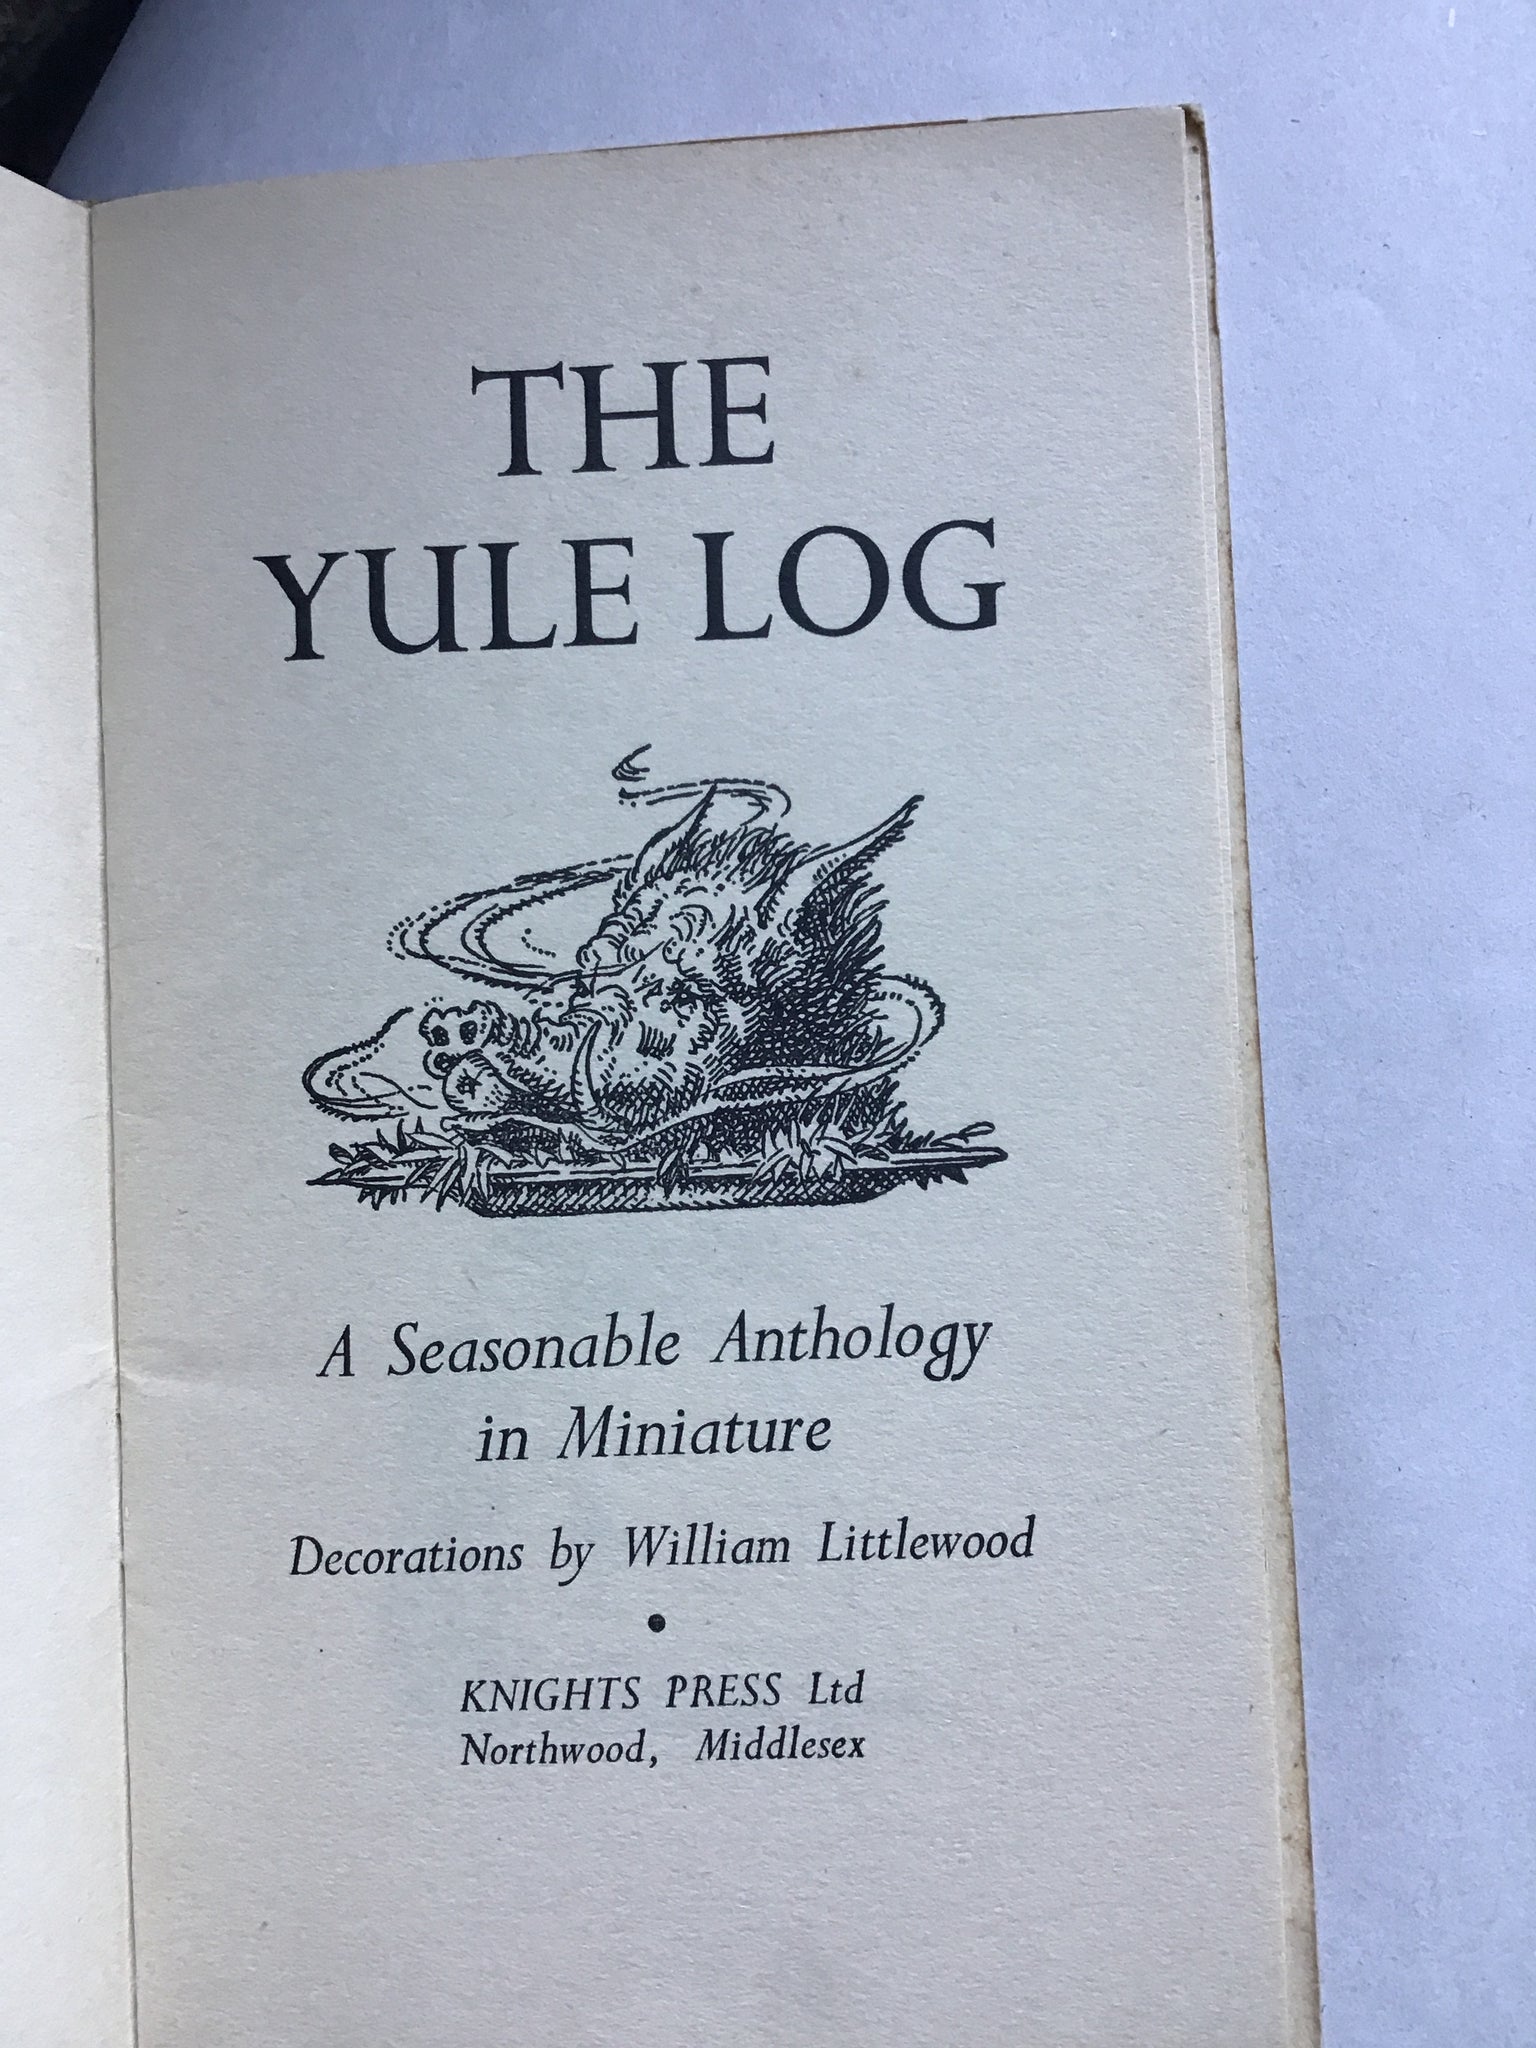 THE
YULE LOG
A Seasonable Anthology
in Miniature
Decorations by William Littlewood
•
KNIGHTS PRESS Ltd
Northwood, Middlesex